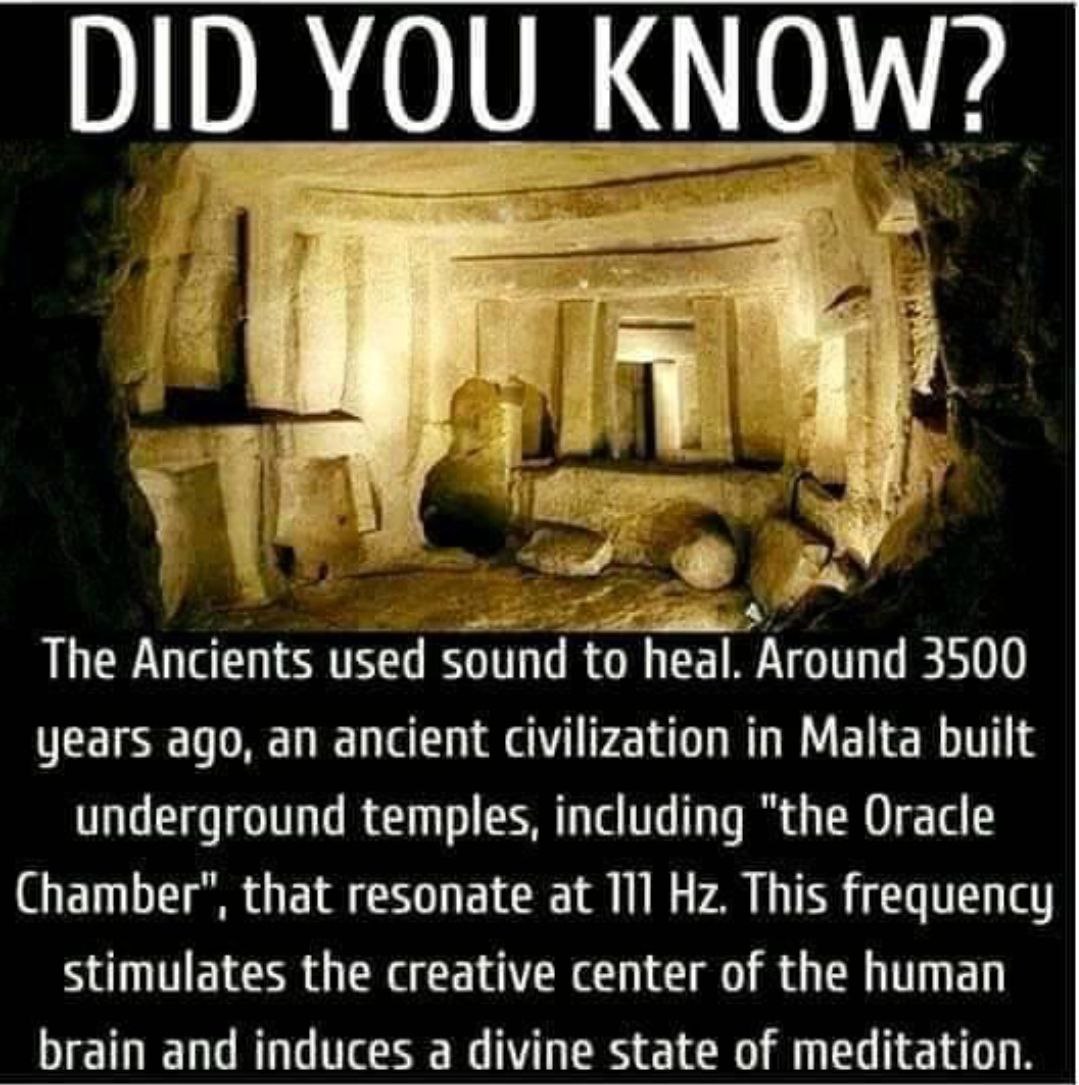 DID YOU KNOW?
The Ancients used sound to heal. Around 3500
years ago, an ancient civilization in Malta built
underground temples, including "the Oracle
Chamber", that resonate at 111 Hz. This frequency
stimulates the creative center of the human
brain and induces a divine state of meditation.